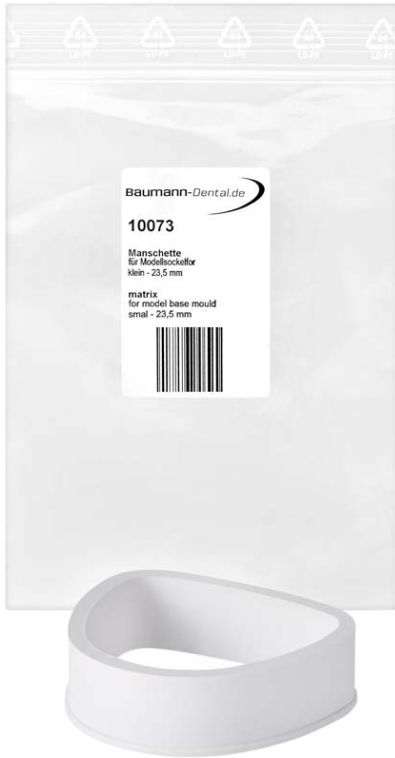 Baumann-Dental.de
10073
Manschette
für Modellsockelfor
klein - 23,5 mm
matrix
for model base mould
smal - 23,5 mm